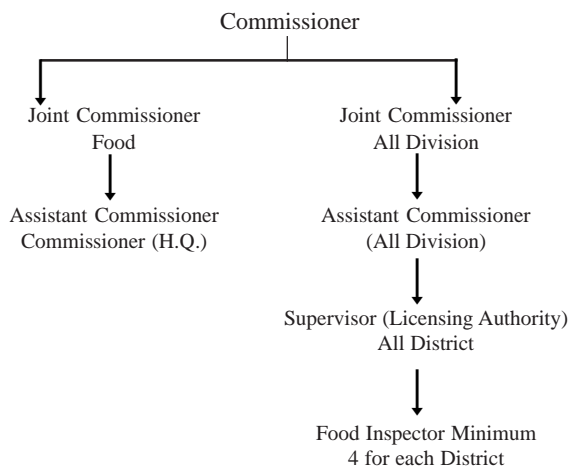 Commissioner
Joint Commissioner
Food
Joint Commissioner
All Division
Assistant Commissioner
Commissioner (H.Q.)
Assistant Commissioner
(All Division)
Supervisor (Licensing Authority)
All District
Food Inspector Minimum
4 for each District